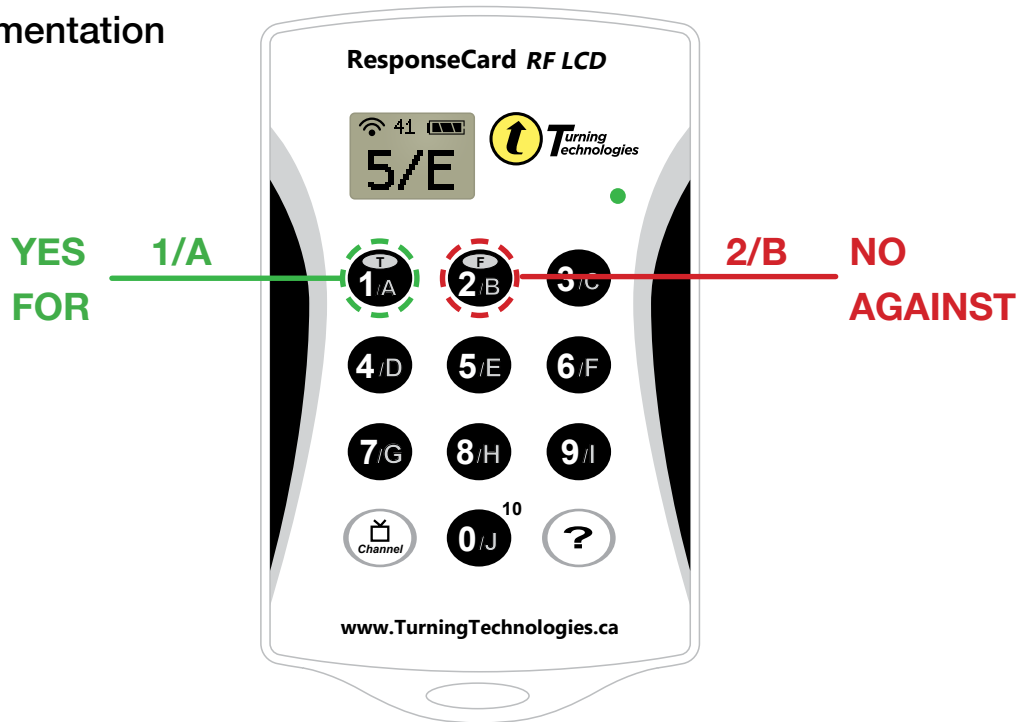 mentation
ResponseCard RF LCD
41
5/E
t Turning Technologies
YES 1/A
FOR
T 1/A
F 2/B
3/C
2/B NO
AGAINST
4/D 5/E 6/F
7/G 8/H 9/I
Channel
0/J 10
?
www.TurningTechnologies.ca